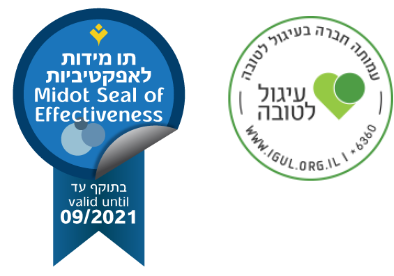 תו מידות
לאפקטיביות
Midot Seal of
Effectiveness
בתוקף עד
valid until
09/2021
עמותה חברה בעיגול לטובה
עיגול
לטובה
WWW.IGUL.ORG.IL | *6360